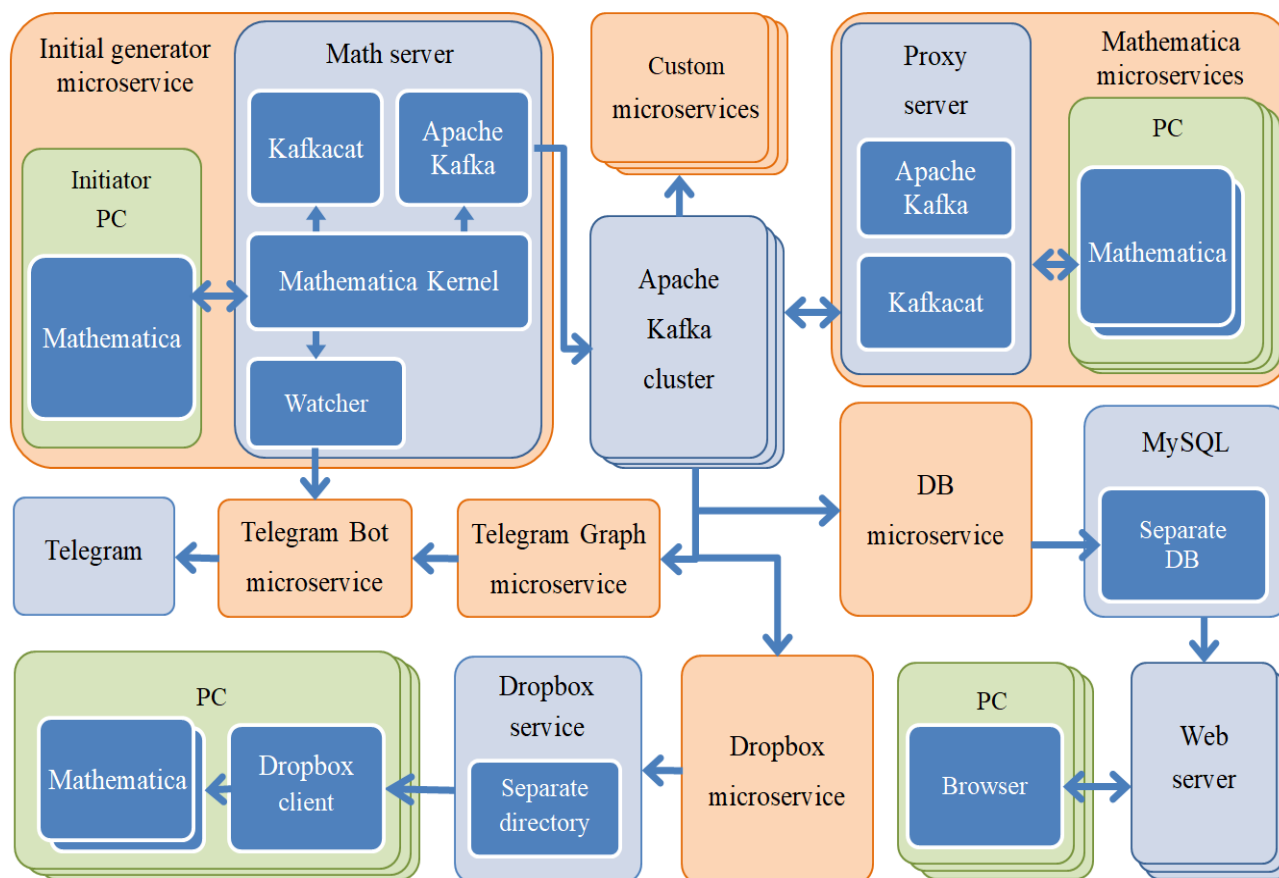 Initial generator
microservice
Math server
Kafkacat
Apache
Kafka
Initiator
PC
Mathematica
Mathematica Kernel
Watcher
Custom
microservices
Apache
Kafka
cluster
Proxy
server
Apache
Kafka
Kafkacat
Mathematica
microservices
PC
Mathematica
Telegram
Telegram Bot
microservice
Telegram Graph
microservice
DB
microservice
MySQL
Separate
DB
PC
Mathematica
Dropbox
client
Dropbox
service
Separate
directory
Dropbox
microservice
PC
Browser
Web
server